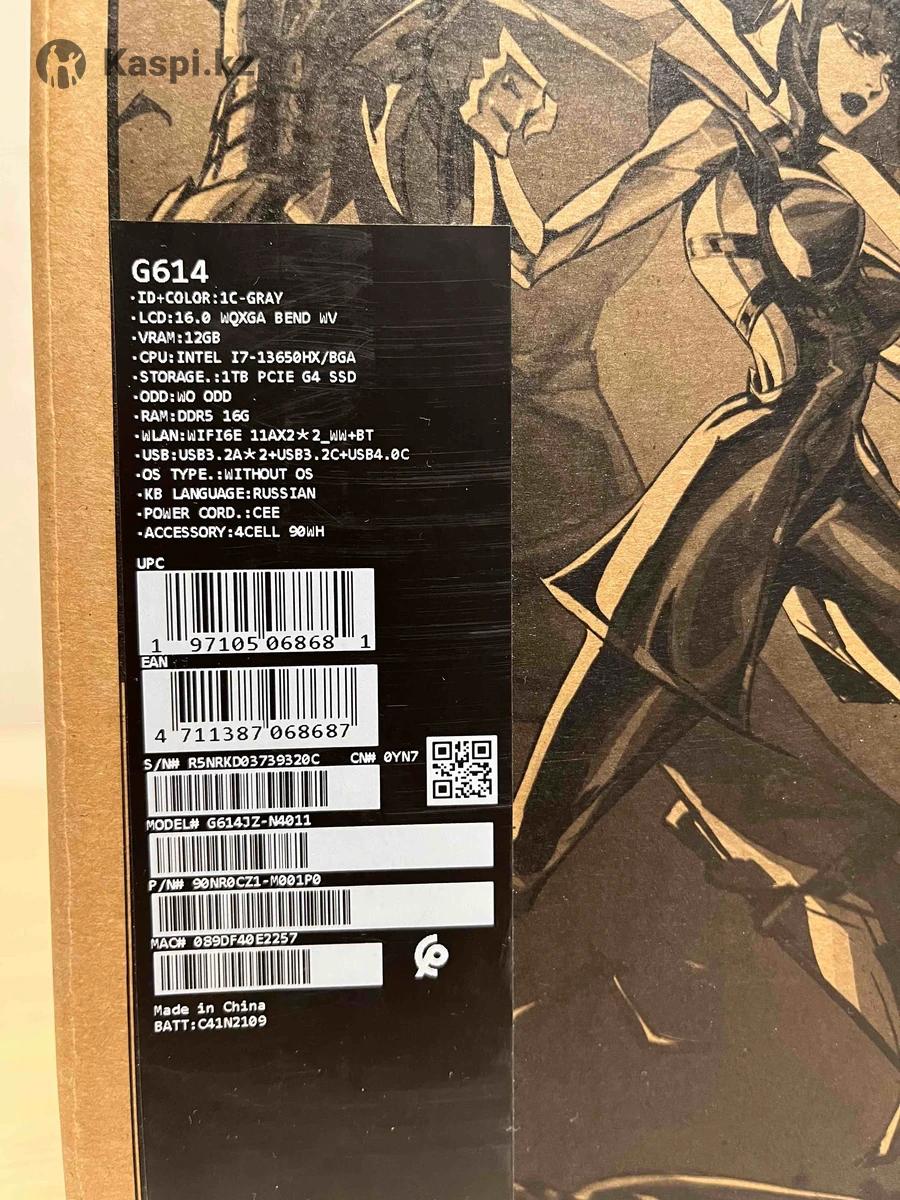 Kaspi.kz
G614
·ID+COLOR:1C-GRAY
·LCD:16.0 WQXGA BEND WV
·VRAM:12GB
·CPU:INTEL I7-13650HX/BGA
·STORAGE.:1TB PCIE G4 SSD
·ODD:WO ODD
·RAM:DDR5 16G
·WLAN:WIFI6E 11AX2*2_WW+BT
·USB:USB3.2A*2+USB3.2C+USB4.0C
·OS TYPE.:WITHOUT OS
·KB LANGUAGE:RUSSIAN
·POWER CORD.:CEE
·ACCESSORY:4CELL 90WH
UPC
1 97105 06868 1
EAN
4 711387 068687
S/N# R5NRKD03739320C CN# 0YN7
MODEL# G614JZ-N4011
P/N# 90NR0CZ1-M001P0
MAC# 089DF40E2257
Made in China
BATT:C41N2109